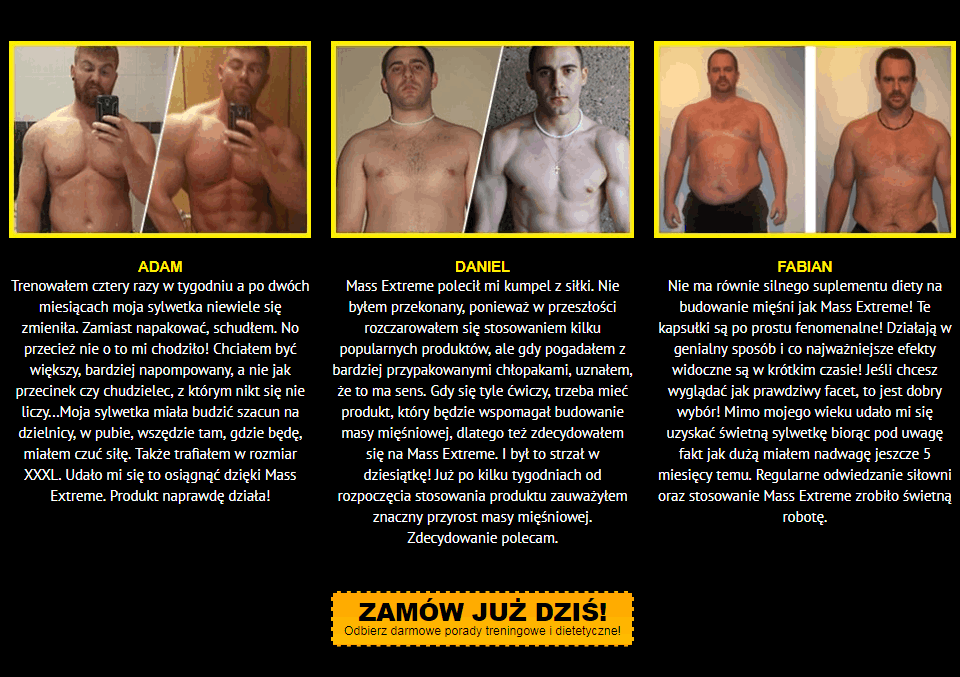 ADAM
Trenowałem cztery razy w tygodniu a po dwóch
miesiącach moja sylwetka niewiele się
zmieniła. Zamiast napakować, schudłem. No
przecież nie o to mi chodziło! Chciałem być
większy, bardziej napompowany, a nie jak
przecinek czy chudzielec, z którym nikt się nie
liczy...Moja sylwetka miała budzić szacun na
dzielnicy, w pubie, wszędzie tam, gdzie będę,
miałem czuć siłę. Także trafiałem w rozmiar
XXXL. Udało mi się to osiągnąć dzięki Mass
Extreme. Produkt naprawdę działa!
DANIEL
Mass Extreme polecił mi kumpel z siłki. Nie
byłem przekonany, ponieważ w przeszłości
rozczarowałem się stosowaniem kilku
popularnych produktów, ale gdy pogadałem z
bardziej przypakowanymi chłopakami, uznałem,
że to ma sens. Gdy się tyle ćwiczy, trzeba mieć
produkt, który będzie wspomagał budowanie
masy mięśniowej, dlatego też zdecydowałem
się na Mass Extreme. I był to strzał w
dziesiątkę! Już po kilku tygodniach od
rozpoczęcia stosowania produktu zauważyłem
znaczny przyrost masy mięśniowej.
Zdecydowanie polecam.
FABIAN
Nie ma równie silnego suplementu diety na
budowanie mięśni jak Mass Extreme! Te
kapsułki są po prostu fenomenalne! Działają w
genialny sposób i co najważniejsze efekty
widoczne są w krótkim czasie! Jeśli chcesz
wyglądać jak prawdziwy facet, to jest dobry
wybór! Mimo mojego wieku udało mi się
uzyskać świetną sylwetkę biorąc pod uwagę
fakt jak dużą miałem nadwagę jeszcze 5
miesięcy temu. Regularne odwiedzanie siłowni
oraz stosowanie Mass Extreme zrobiło świetną
robotę.
ZAMÓW JUŻ DZIŚ!
Odbierz darmowe porady treningowe i dietetyczne!